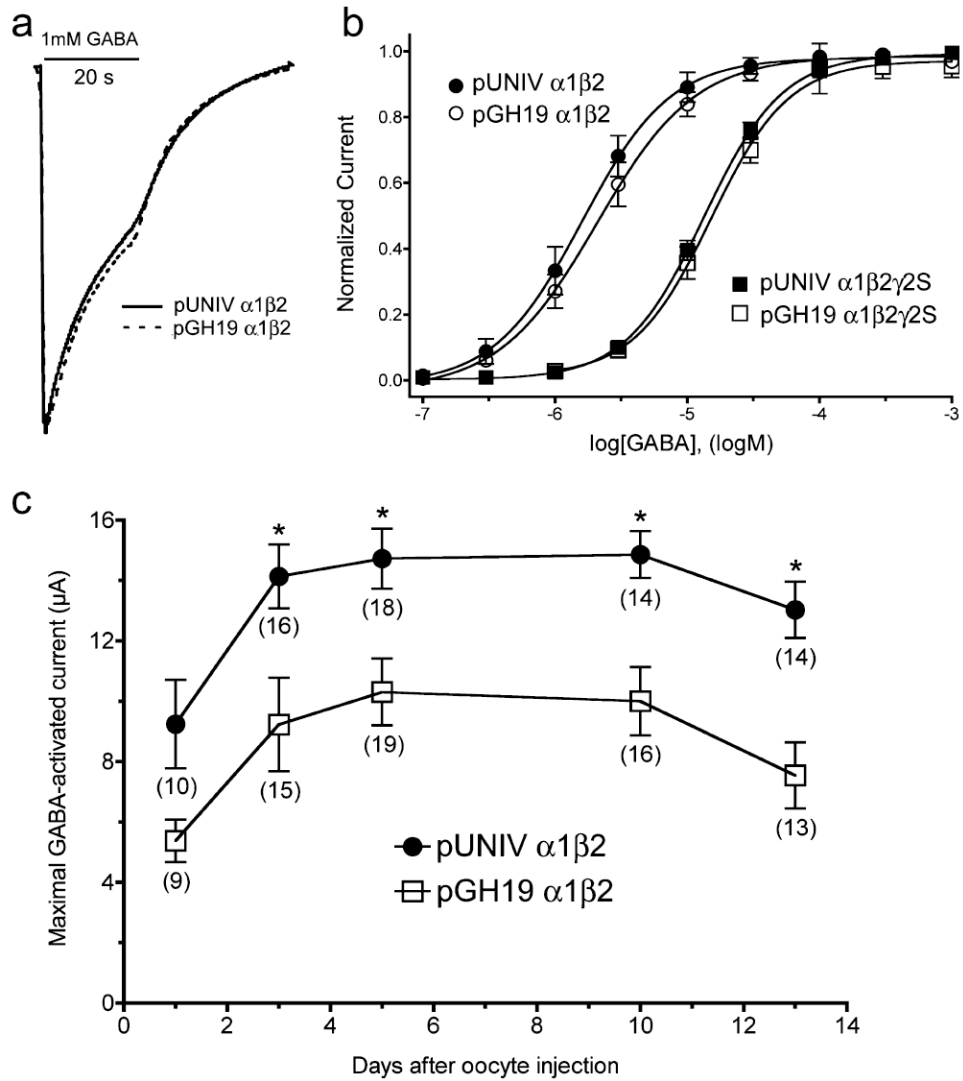 a
1mM GABA
20 s
pUNIV α1β2
pGH19 α1β2
b
Normalized Current
1.0
0.8
0.6
0.4
0.2
0.0
pUNIV α1β2
pGH19 α1β2
pUNIV α1β2γ2S
pGH19 α1β2γ2S
-7
-6
-5
-4
-3
log[GABA], (logM)
c
Maximal GABA-activated current (µA)
16
12
8
4
0
*
*
*
*
(10)
(16)
(18)
(14)
(14)
(9)
(15)
(19)
(16)
(13)
pUNIV α1β2
pGH19 α1β2
0
2
4
6
8
10
12
14
Days after oocyte injection